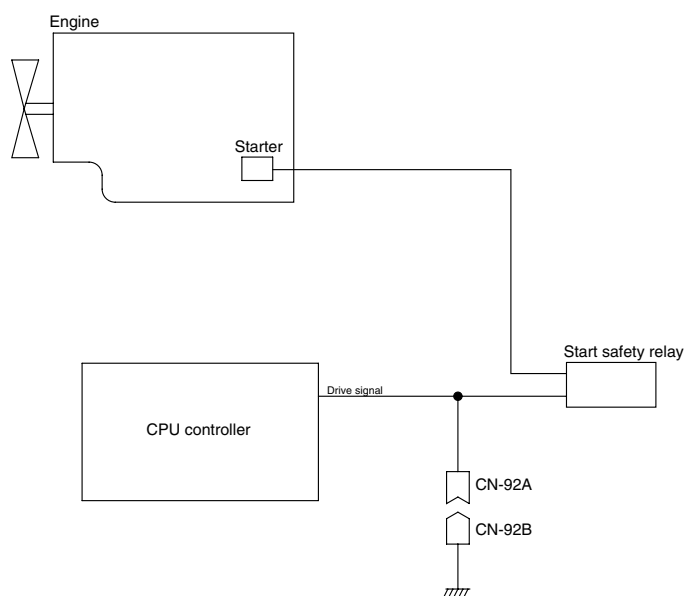 Engine
Starter
Start safety relay
Drive signal
CPU controller
CN-92A
CN-92B